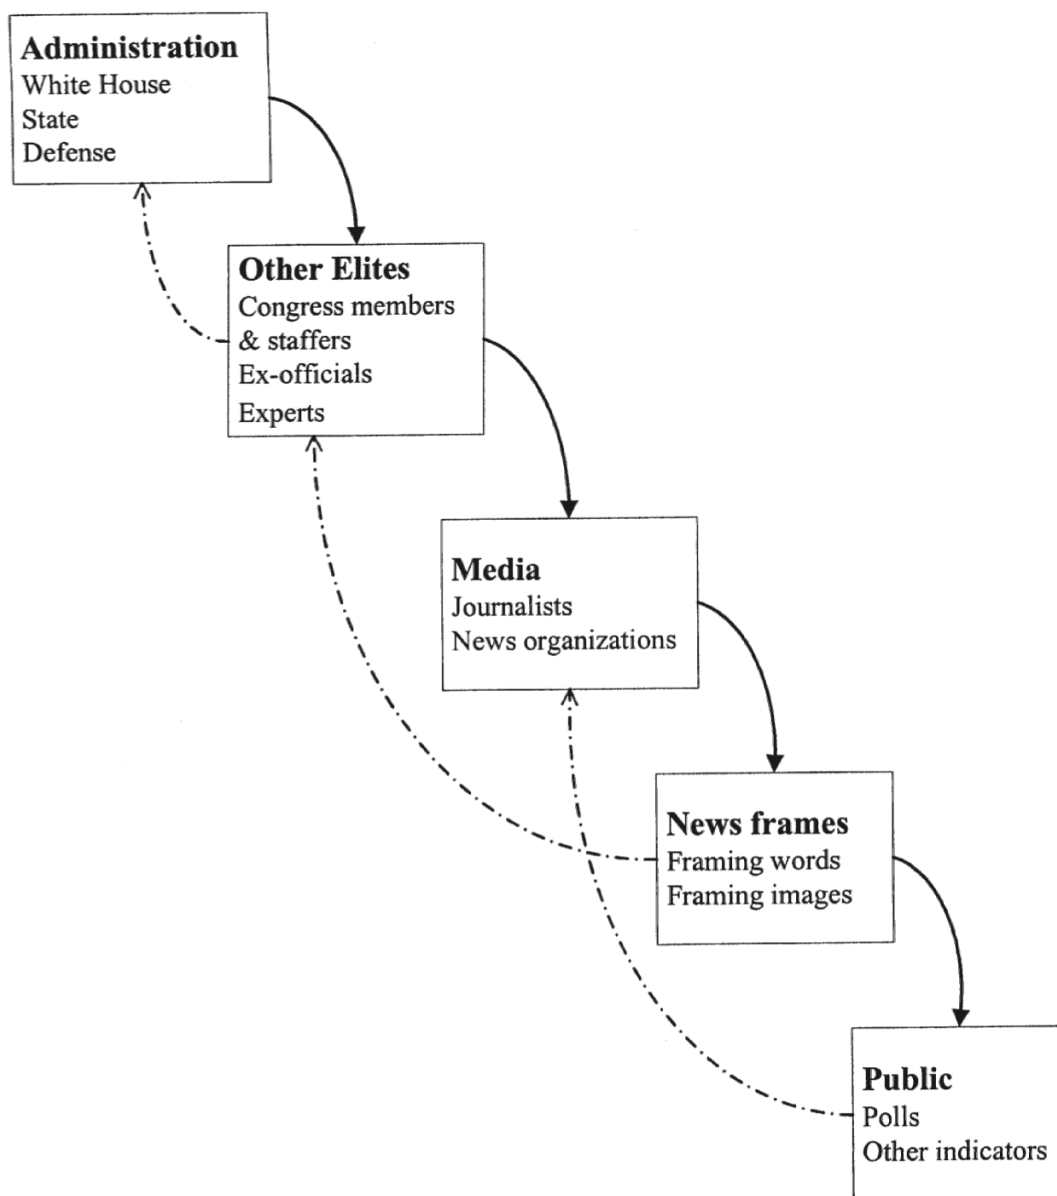 Administration
White House
State
Defense
Other Elites
Congress members
& staffers
Ex-officials
Experts
Media
Journalists
News organizations
News frames
Framing words
Framing images
Public
Polls
Other indicators